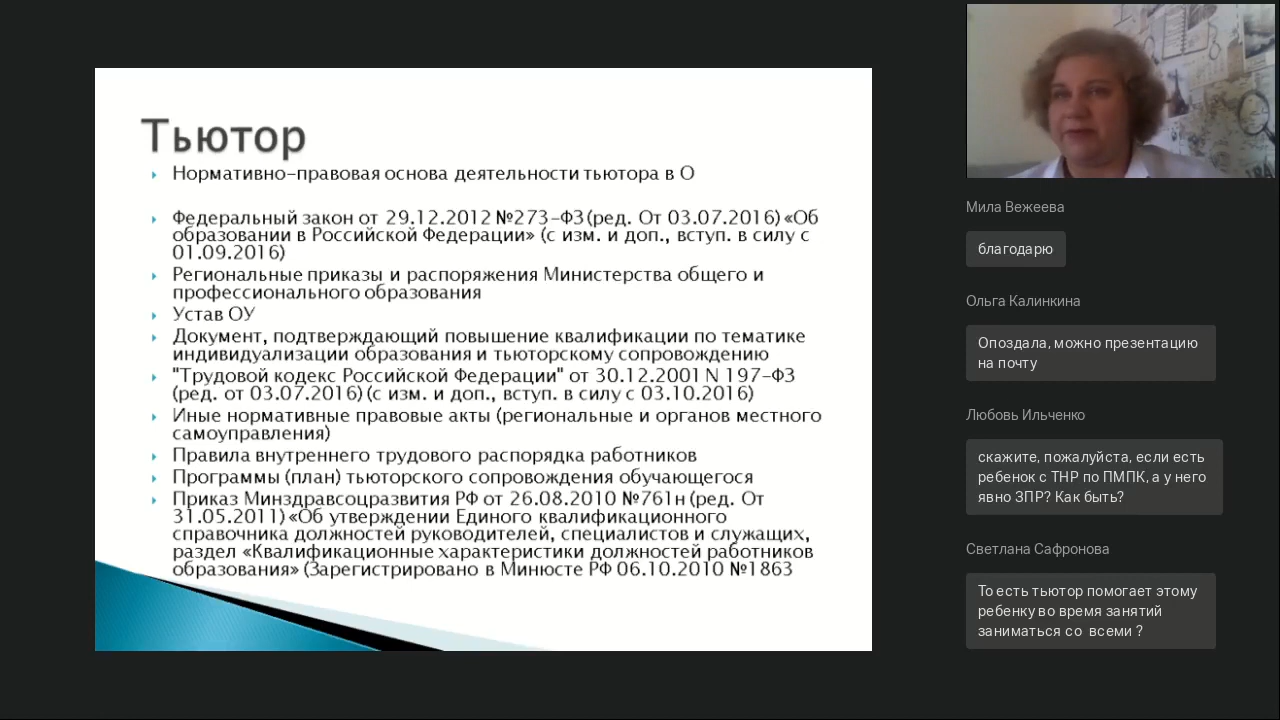 Тьютор
Нормативно-правовая основа деятельности тьютора в О
Федеральный закон от 29.12.2012 №273-ФЗ (ред. От 03.07.2016) «Об
образовании в Российской Федерации» (с изм. и доп., вступ. в силу с
01.09.2016)
Региональные приказы и распоряжения Министерства общего и
профессионального образования
Устав ОУ
Документ, подтверждающий повышение квалификации по тематике
индивидуализации образования и тьюторскому сопровождению
"Трудовой кодекс Российской Федерации" от 30.12.2001 N 197-ФЗ
(ред. от 03.07.2016) (с изм. и доп., вступ. в силу с 03.10.2016)
Иные нормативные правовые акты (региональные и органов местного
самоуправления)
Правила внутреннего трудового распорядка работников
Программы (план) тьюторского сопровождения обучающегося
Приказ Минздравсоцразвития РФ от 26.08.2010 №761н (ред. От
31.05.2011) «Об утверждении Единого квалификационного
справочника должностей руководителей, специалистов и служащих,
раздел «Квалификационные характеристики должностей работников
образования» (Зарегистрировано в Минюсте РФ 06.10.2010 №1863
Мила Вежеева
благодарю
Ольга Калинкина
Опоздала, можно презентацию
на почту
Любовь Ильченко
скажите, пожалуйста, если есть
ребенок с ТНР по ПМПК, а у него
явно ЗПР? Как быть?
Светлана Сафронова
То есть тьютор помогает этому
ребенку во время занятий
заниматься со всеми ?